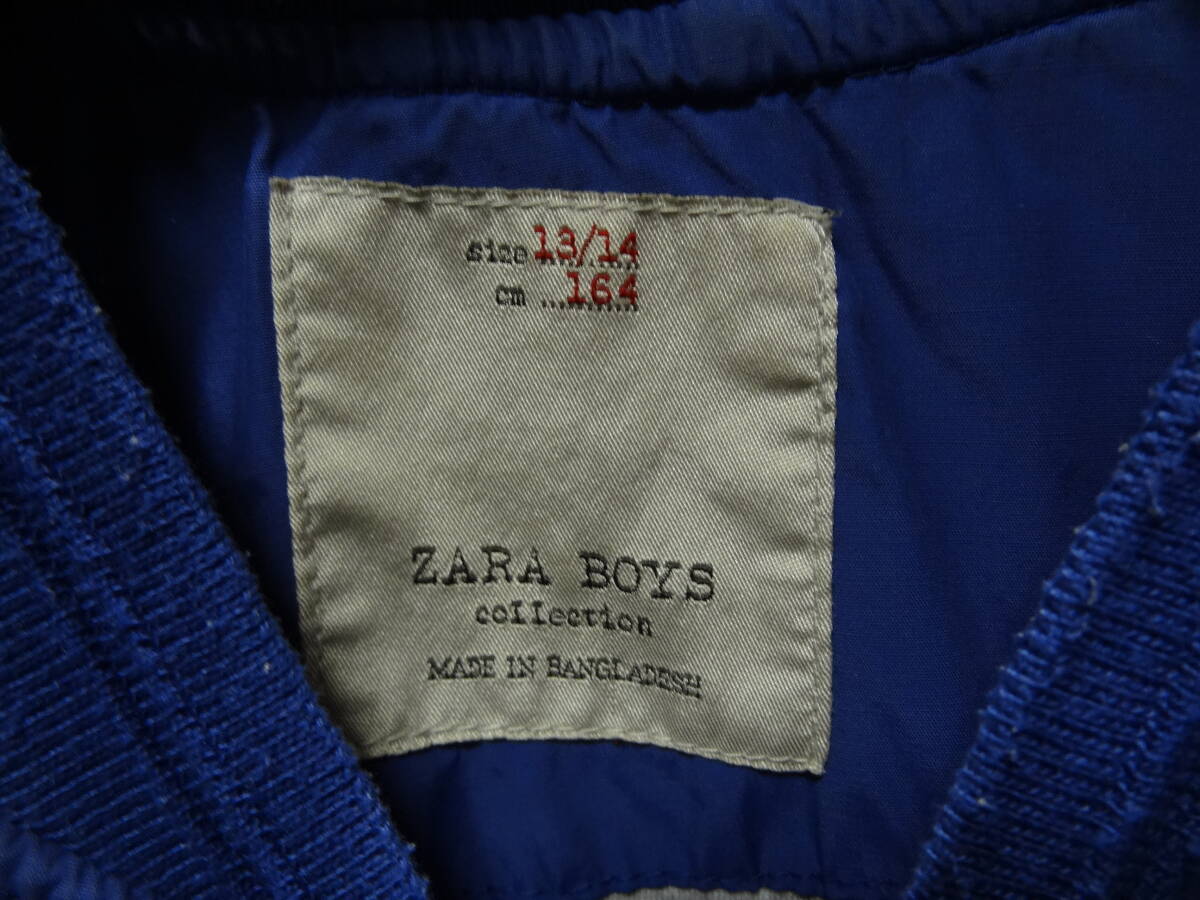 size 13/14
cm 164
ZARA BOYS
collection
MADE IN BANGLADESH